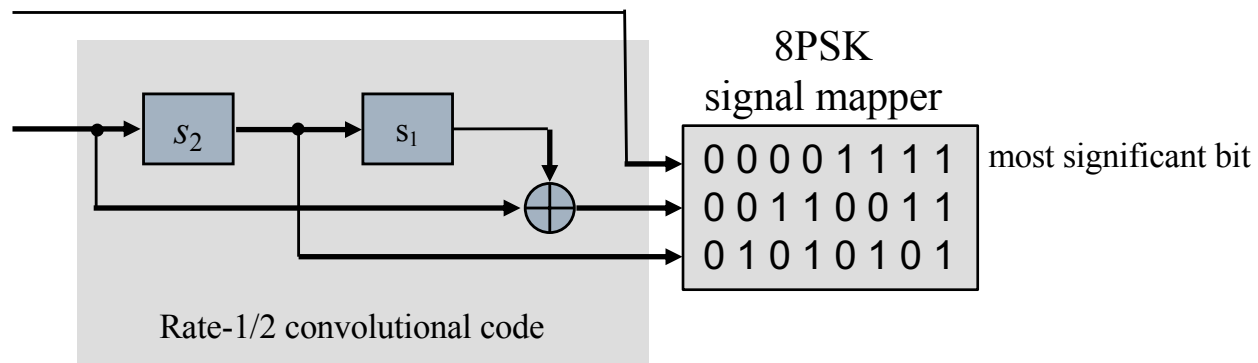 8PSK
signal mapper
s₂
s₁
0 0 0 0 1 1 1 1
most significant bit
0 0 1 1 0 0 1 1
0 1 0 1 0 1 0 1
Rate-1/2 convolutional code